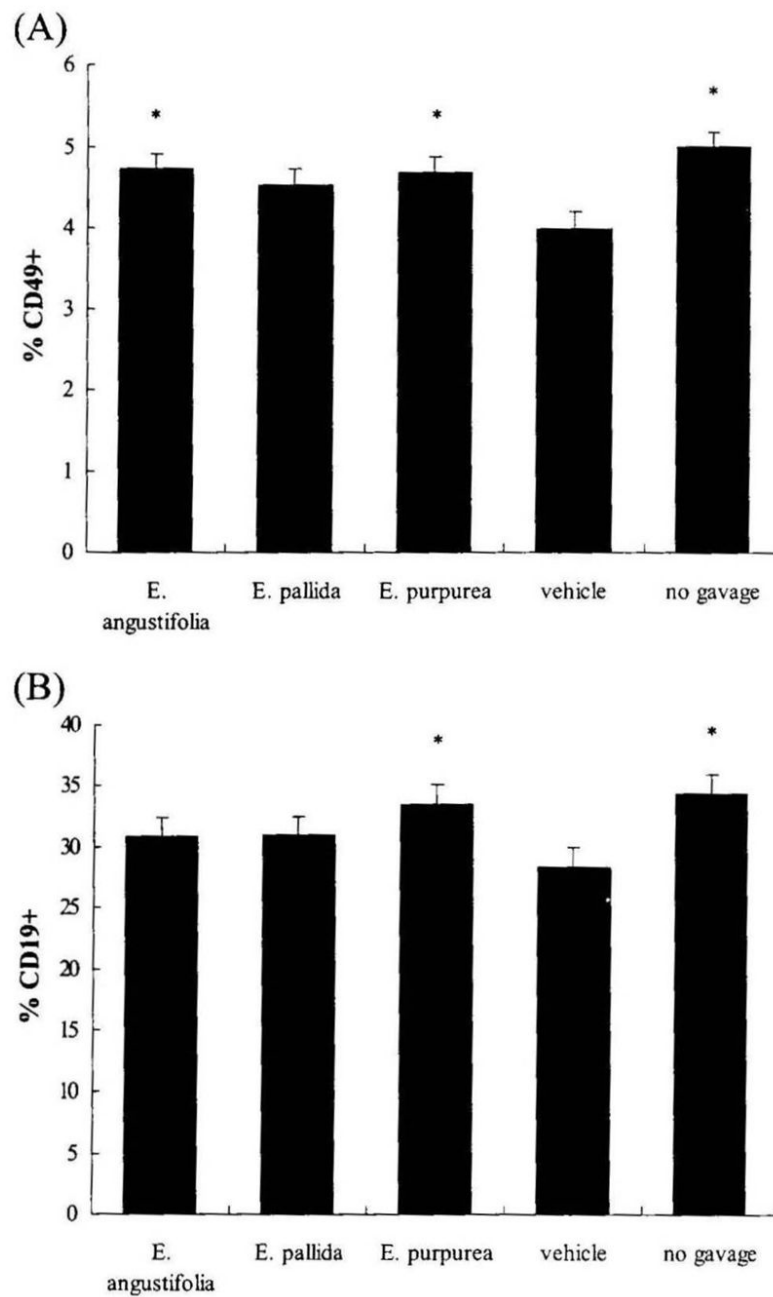 (A)
6
5
4
3
2
1
0
% CD49+
*
*
*
E. angustifolia
E. pallida
E. purpurea
vehicle
no gavage
(B)
40
35
30
25
20
15
10
5
0
% CD19+
*
*
E. angustifolia
E. pallida
E. purpurea
vehicle
no gavage